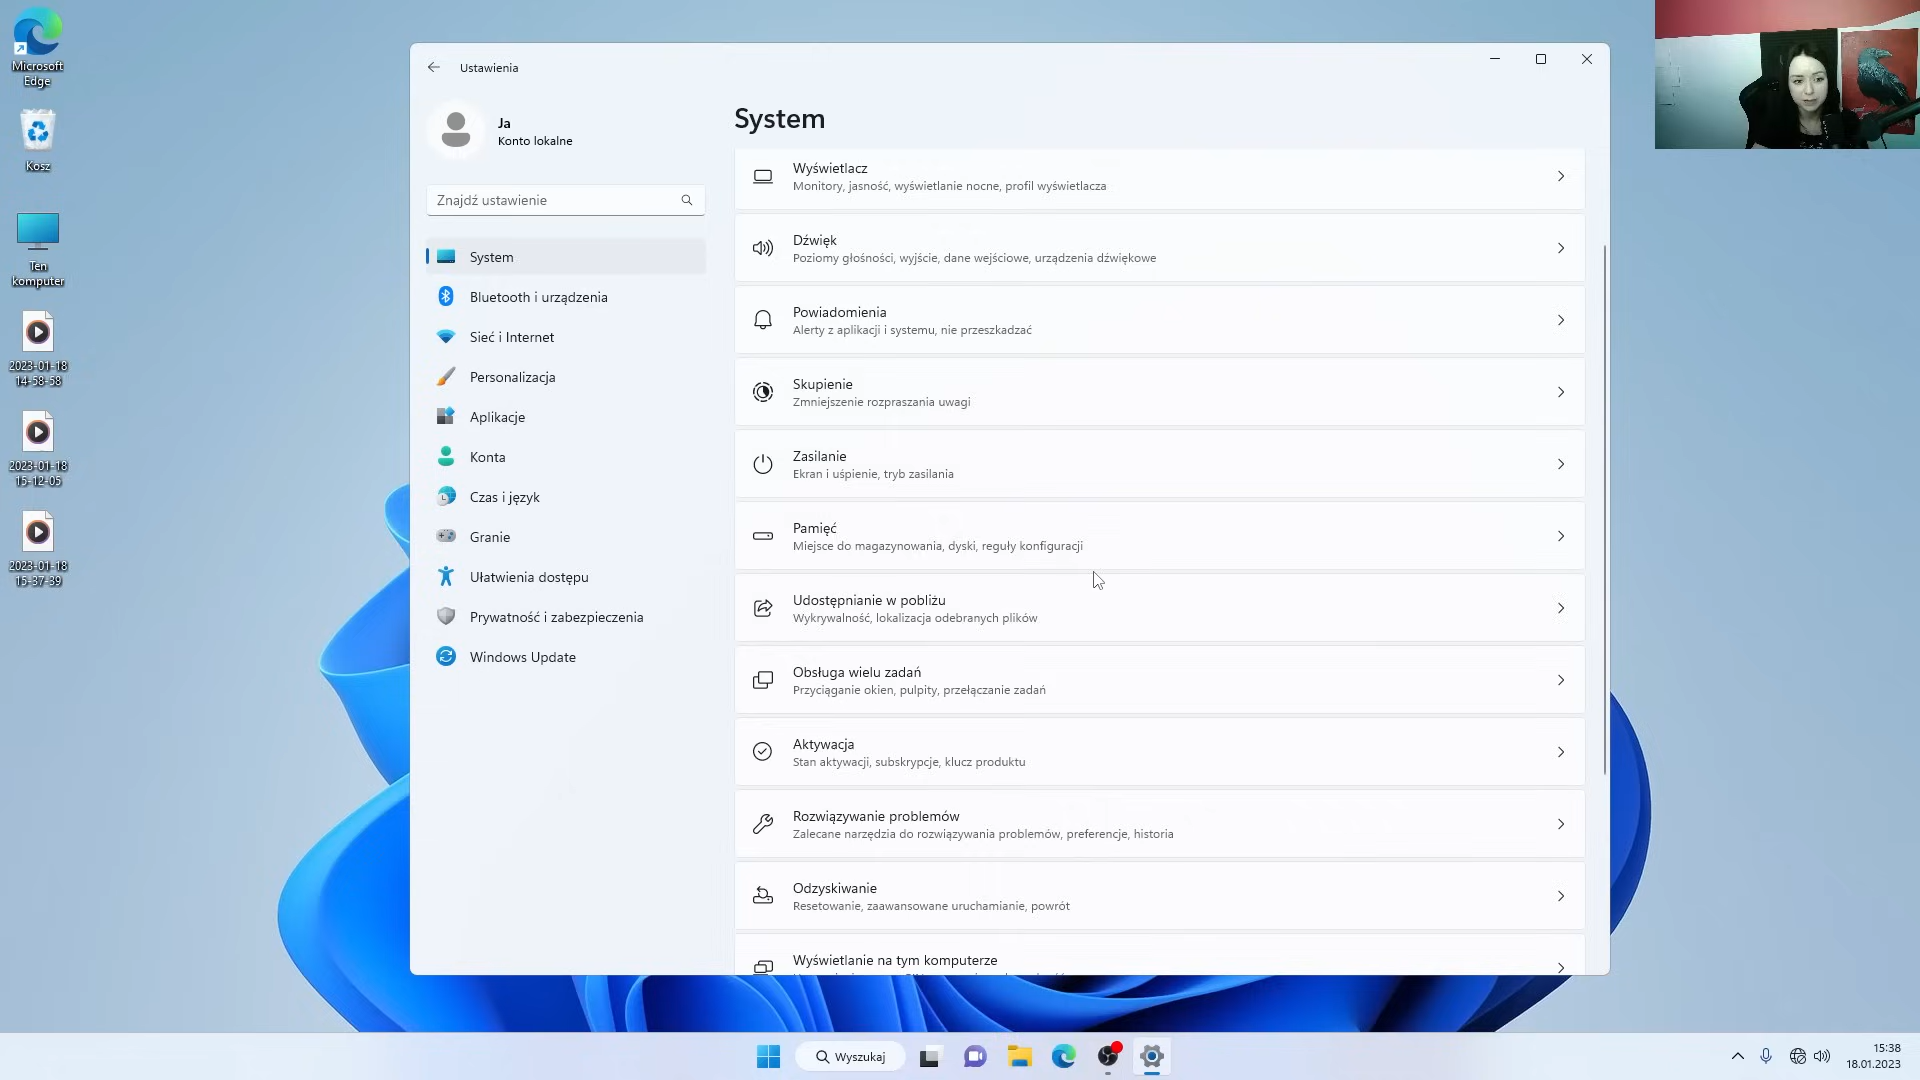 Microsoft
Edge
Kosz
Ten
komputer
2023-01-18
14-58-58
2023-01-18
15-12-05
2023-01-18
15-37-39
Ustawienia
Ja
Konto lokalne
Znajdź ustawienie
System
Bluetooth i urządzenia
Sieć i Internet
Personalizacja
Aplikacje
Konta
Czas i język
Granie
Ułatwienia dostępu
Prywatność i zabezpieczenia
Windows Update
System
Wyświetlacz
Monitory, jasność, wyświetlanie nocne, profil wyświetlacza
Dźwięk
Poziomy głośności, wyjście, dane wejściowe, urządzenia dźwiękowe
Powiadomienia
Alerty z aplikacji i systemu, nie przeszkadzać
Skupienie
Zmniejszenie rozpraszania uwagi
Zasilanie
Ekran i uśpienie, tryb zasilania
Pamięć
Miejsce do magazynowania, dyski, reguły konfiguracji
Udostępnianie w pobliżu
Wykrywalność, lokalizacja odebranych plików
Obsługa wielu zadań
Przyciąganie okien, pulpity, przełączanie zadań
Aktywacja
Stan aktywacji, subskrypcje, klucz produktu
Rozwiązywanie problemów
Zalecane narzędzia do rozwiązywania problemów, preferencje, historia
Odzyskiwanie
Resetowanie, zaawansowane uruchamianie, powrót
Wyświetlanie na tym komputerze
Wyszukaj
15:38
18.01.2023